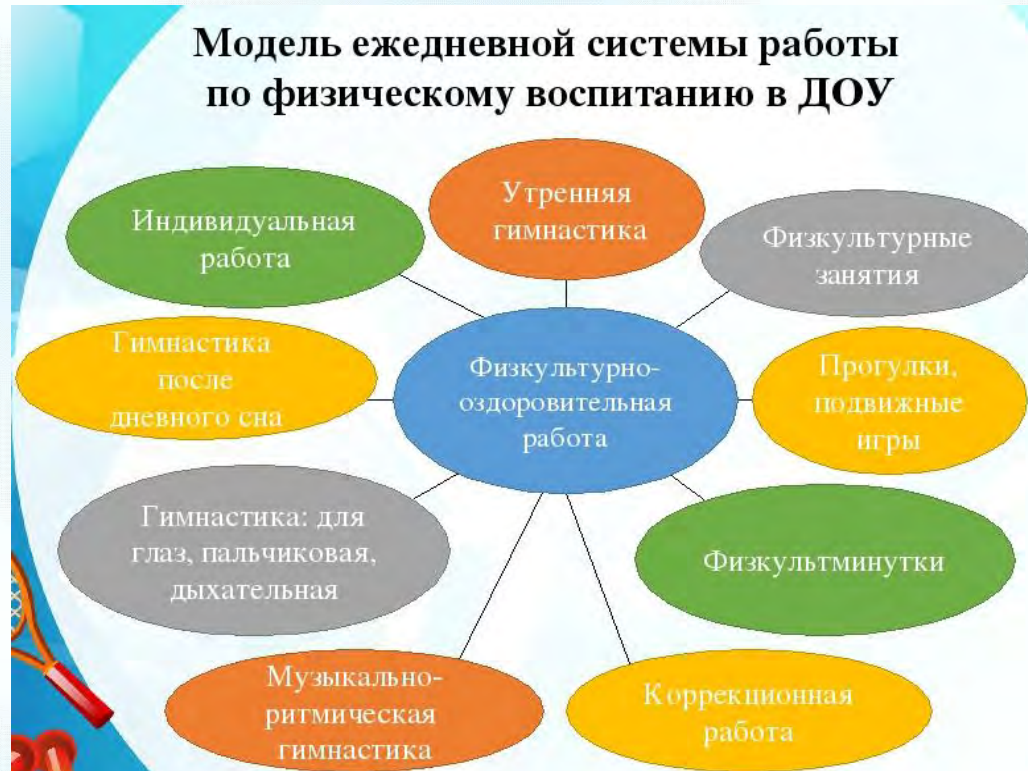 Модель ежедневной системы работы
по физическому воспитанию в ДОУ
Утренняя
гимнастика
Индивидуальная
работа
Физкультурные
занятия
Гимнастика
после
дневного сна
Физкультурно-
оздоровительная
работа
Прогулки,
подвижные
игры
Гимнастика: для
глаз, пальчиковая,
дыхательная
Физкультминутки
Музыкально-
ритмическая
гимнастика
Коррекционная
работа